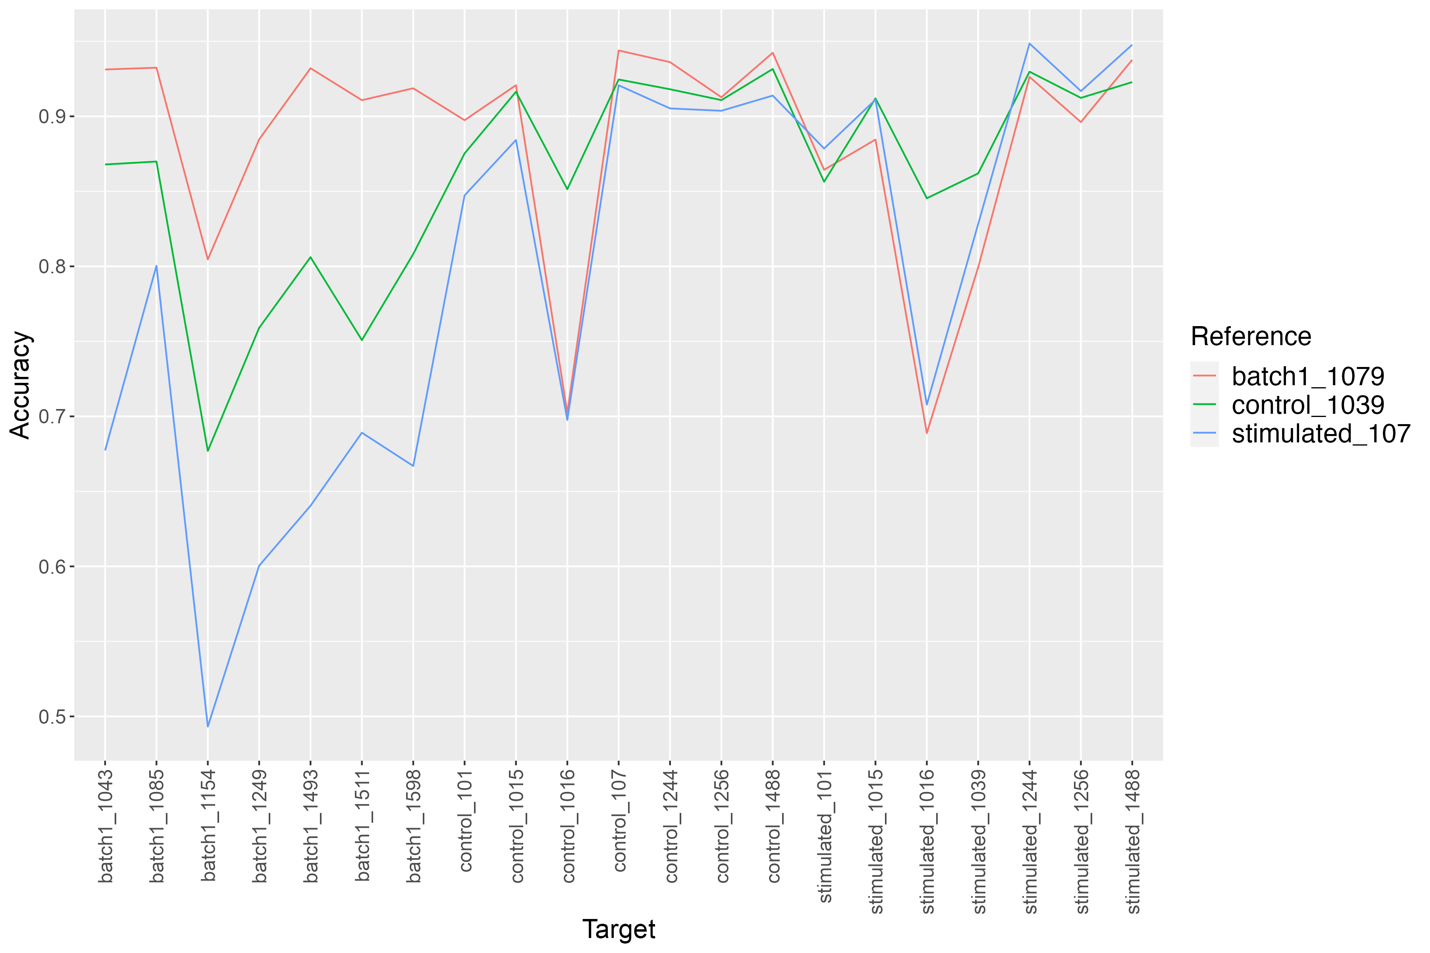 Accuracy
0.9
0.8
0.7
0.6
0.5
batch1_1043
batch1_1085
batch1_1154
batch1_1249
batch1_1493
batch1_1511
batch1_1598
control_101
control_1015
control_1016
control_107
control_1244
control_1256
control_1488
stimulated_101
stimulated_1015
stimulated_1016
stimulated_1039
stimulated_1244
stimulated_1256
stimulated_1488
Target
Reference
batch1_1079
control_1039
stimulated_107